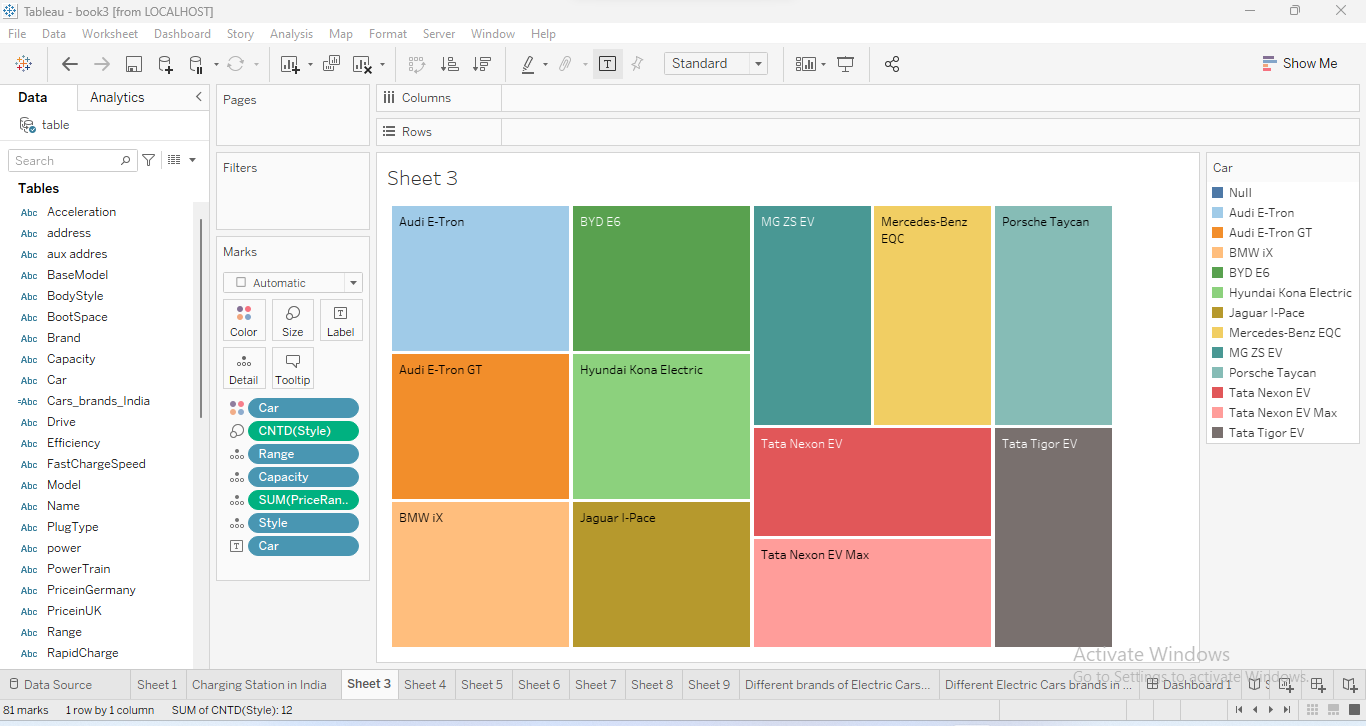 Tableau - book3 [from LOCALHOST]
File Data Worksheet Dashboard Story Analysis Map Format Server Window Help
Standard
Show Me
Data Analytics
table
Search
Tables
Abc Acceleration
Abc address
Abc aux addres
Abc BaseModel
Abc BodyStyle
Abc BootSpace
Abc Brand
Abc Capacity
Abc Car
=Abc Cars_brands_India
Abc Drive
Abc Efficiency
Abc FastChargeSpeed
Abc Model
Abc Name
Abc PlugType
Abc power
Abc PowerTrain
Abc PriceinGermany
Abc PriceinUK
Abc Range
Abc RapidCharge
Pages
Filters
Marks
Automatic
Color Size Label
Detail Tooltip
Car
CNTD(Style)
Range
Capacity
SUM(PriceRan..
Style
Car
Columns
Rows
Sheet 3
Audi E-Tron
BYD E6
MG ZS EV
Mercedes-Benz
EQC
Porsche Taycan
Audi E-Tron GT
Hyundai Kona Electric
Tata Nexon EV
Tata Tigor EV
BMW iX
Jaguar I-Pace
Tata Nexon EV Max
Car
Null
Audi E-Tron
Audi E-Tron GT
BMW iX
BYD E6
Hyundai Kona Electric
Jaguar I-Pace
Mercedes-Benz EQC
MG ZS EV
Porsche Taycan
Tata Nexon EV
Tata Nexon EV Max
Tata Tigor EV
Activate Windows
Go to Settings to activate Windows.
Data Source Sheet 1 Charging Station in India Sheet 3 Sheet 4 Sheet 5 Sheet 6 Sheet 7 Sheet 8 Sheet 9 Different brands of Electric Cars... Different Electric Cars brands in ... Dashboard 1
81 marks 1 row by 1 column SUM of CNTD(Style): 12